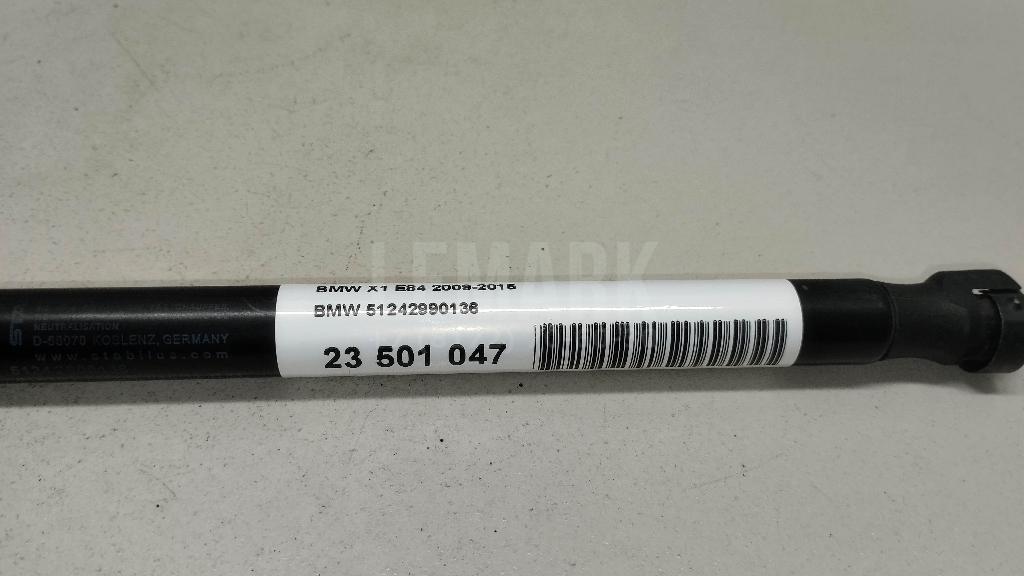 LEMARK
BMW X1 E84 2009-2015
BMW 51242990136
23 501 047
NEUTRALISATION
D-56070 KOBLENZ, GERMANY
www.stabilus.com